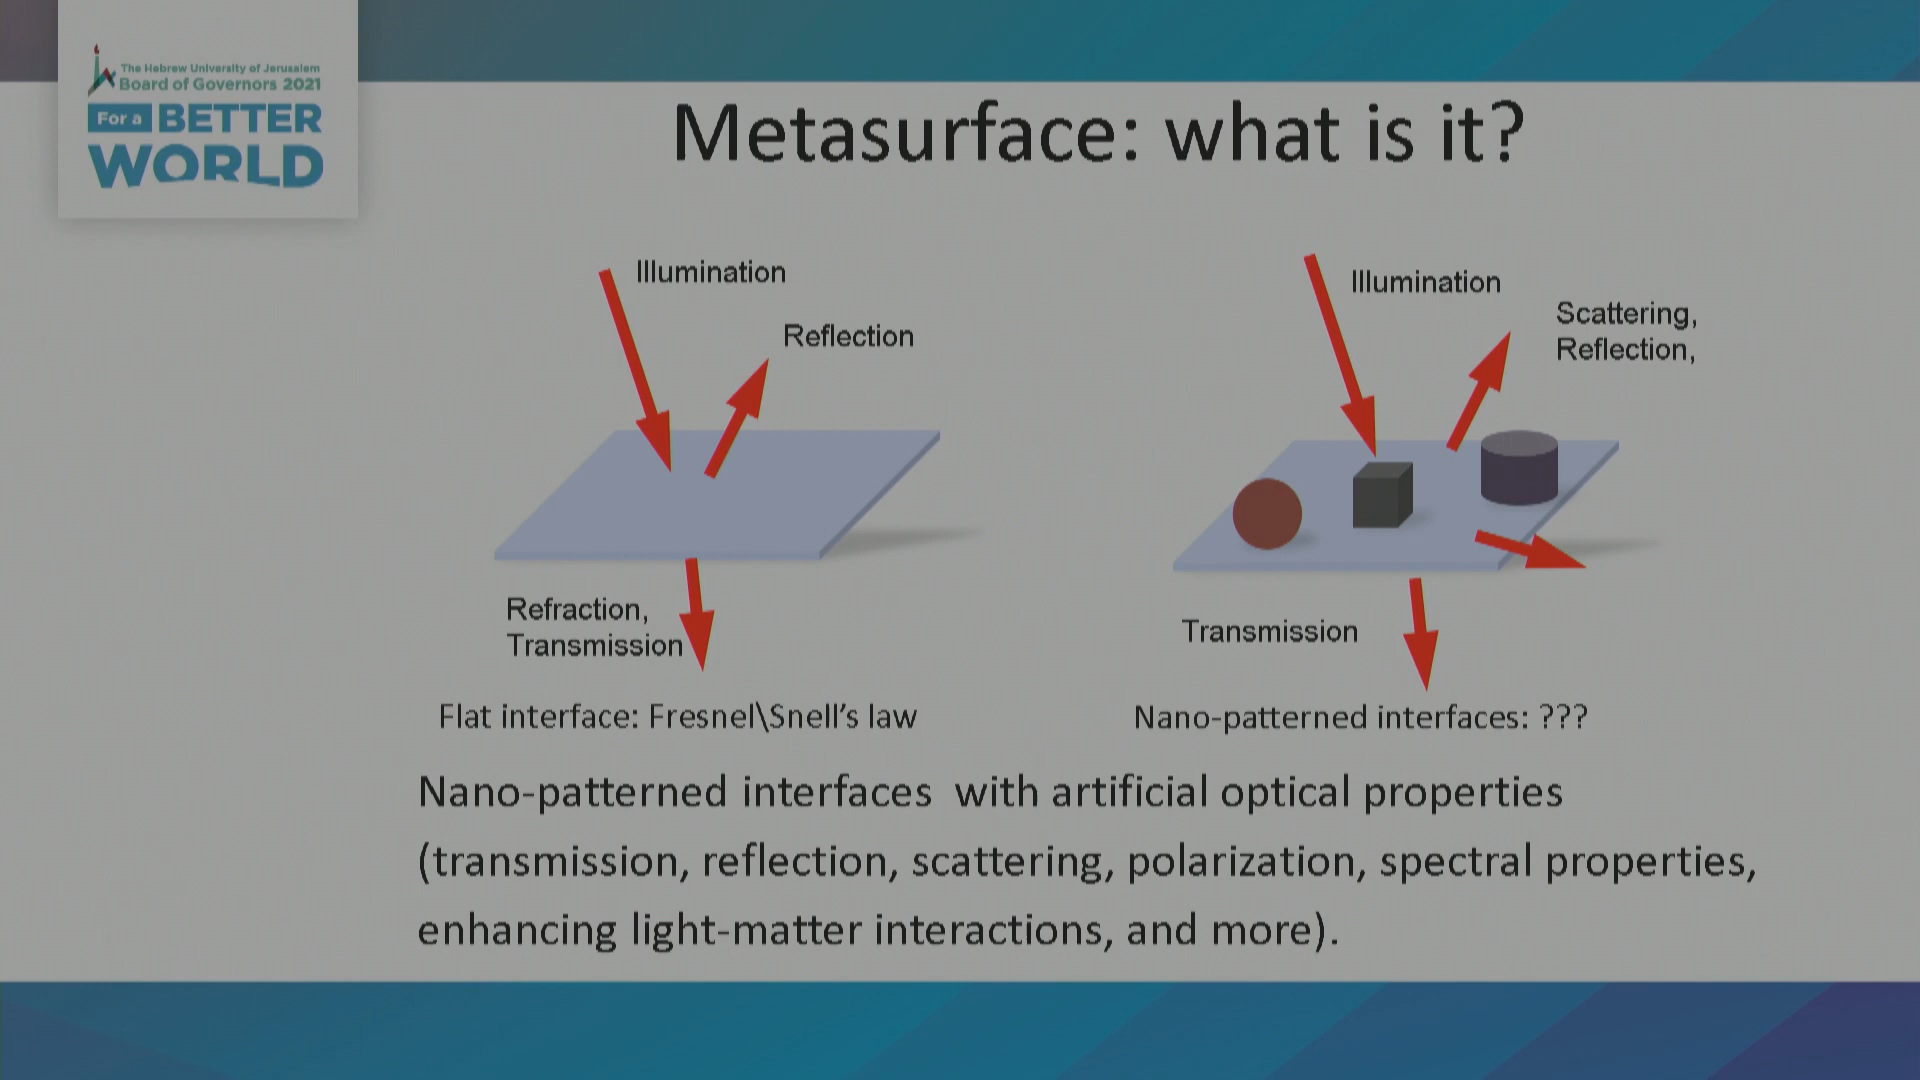 The Hebrew University of Jerusalem
Board of Governors 2021
For a BETTER
WORLD
Metasurface: what is it?
Illumination
Reflection
Refraction,
Transmission
Flat interface: Fresnel\Snell’s law
Illumination
Scattering,
Reflection,
Transmission
Nano-patterned interfaces: ???
Nano-patterned interfaces  with artificial optical properties
(transmission, reflection, scattering, polarization, spectral properties,
enhancing light-matter interactions, and more).